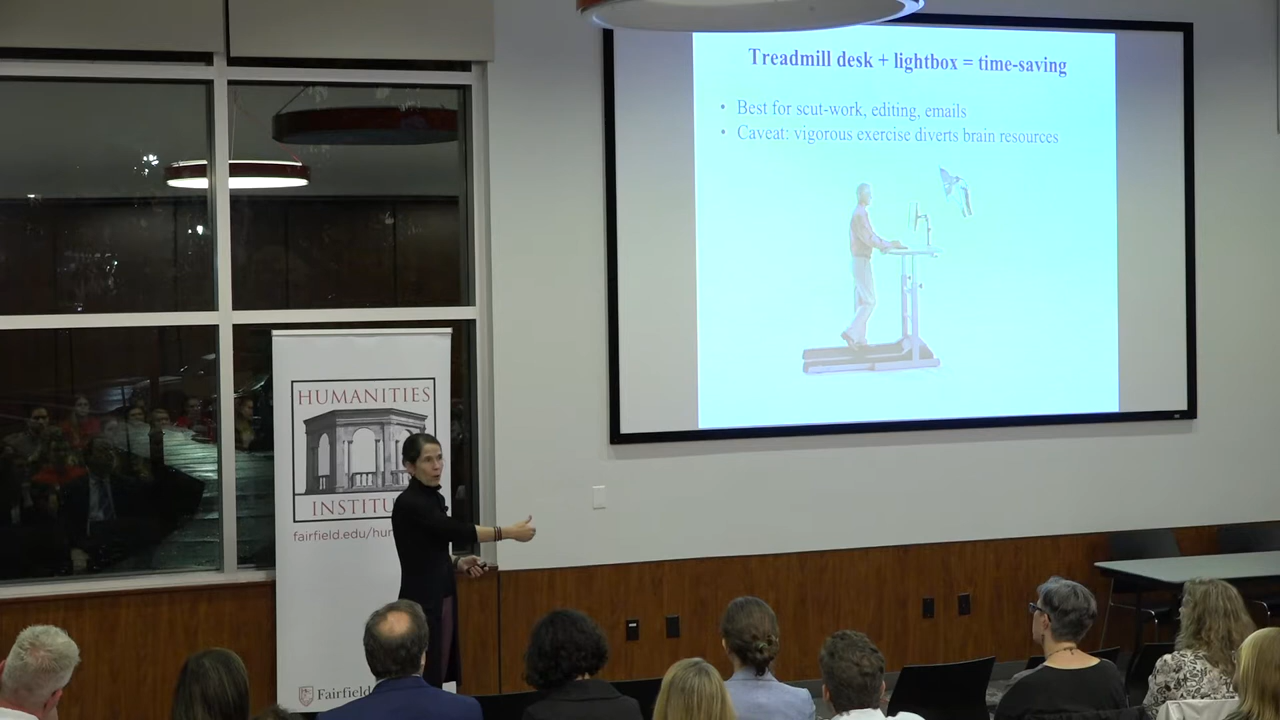 Treadmill desk + lightbox = time-saving
• Best for scut-work, editing, emails
• Caveat: vigorous exercise diverts brain resources
HUMANITIES
INSTITU
fairfield.edu/hu
Fairfield